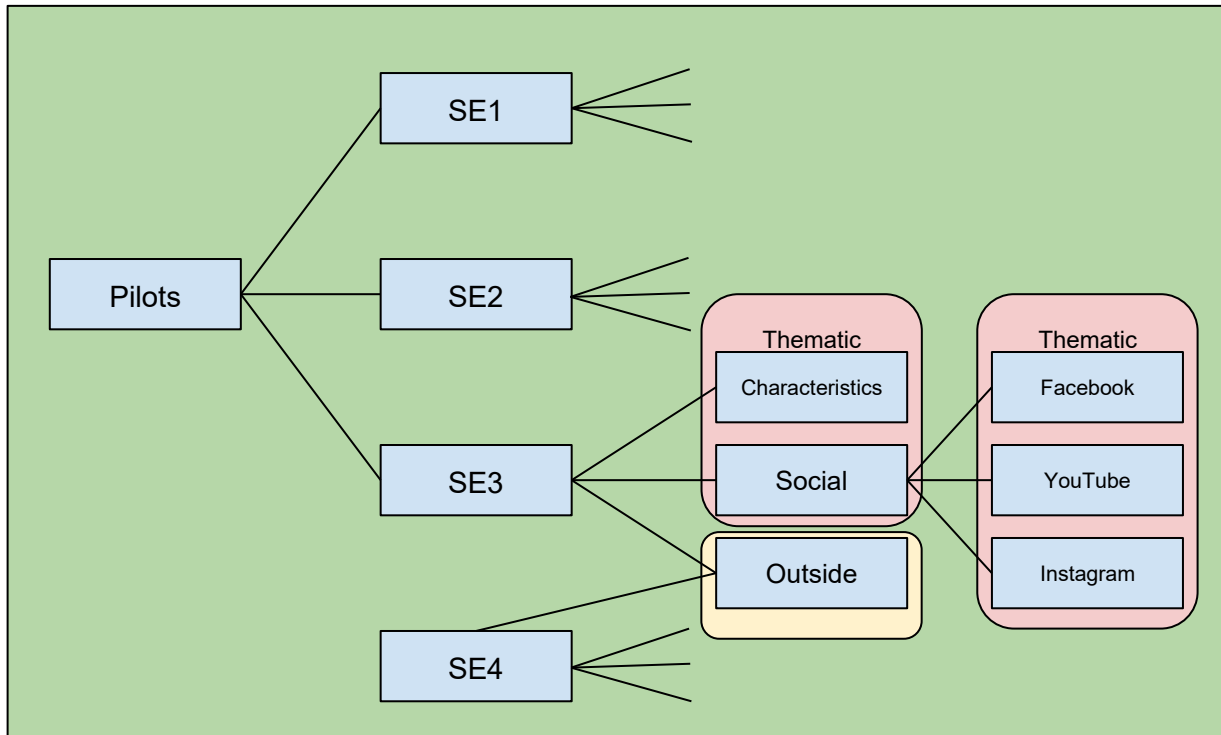 SE1
Pilots
SE2
Thematic
Thematic
Characteristics
Facebook
SE3
Social
YouTube
Outside
Instagram
SE4